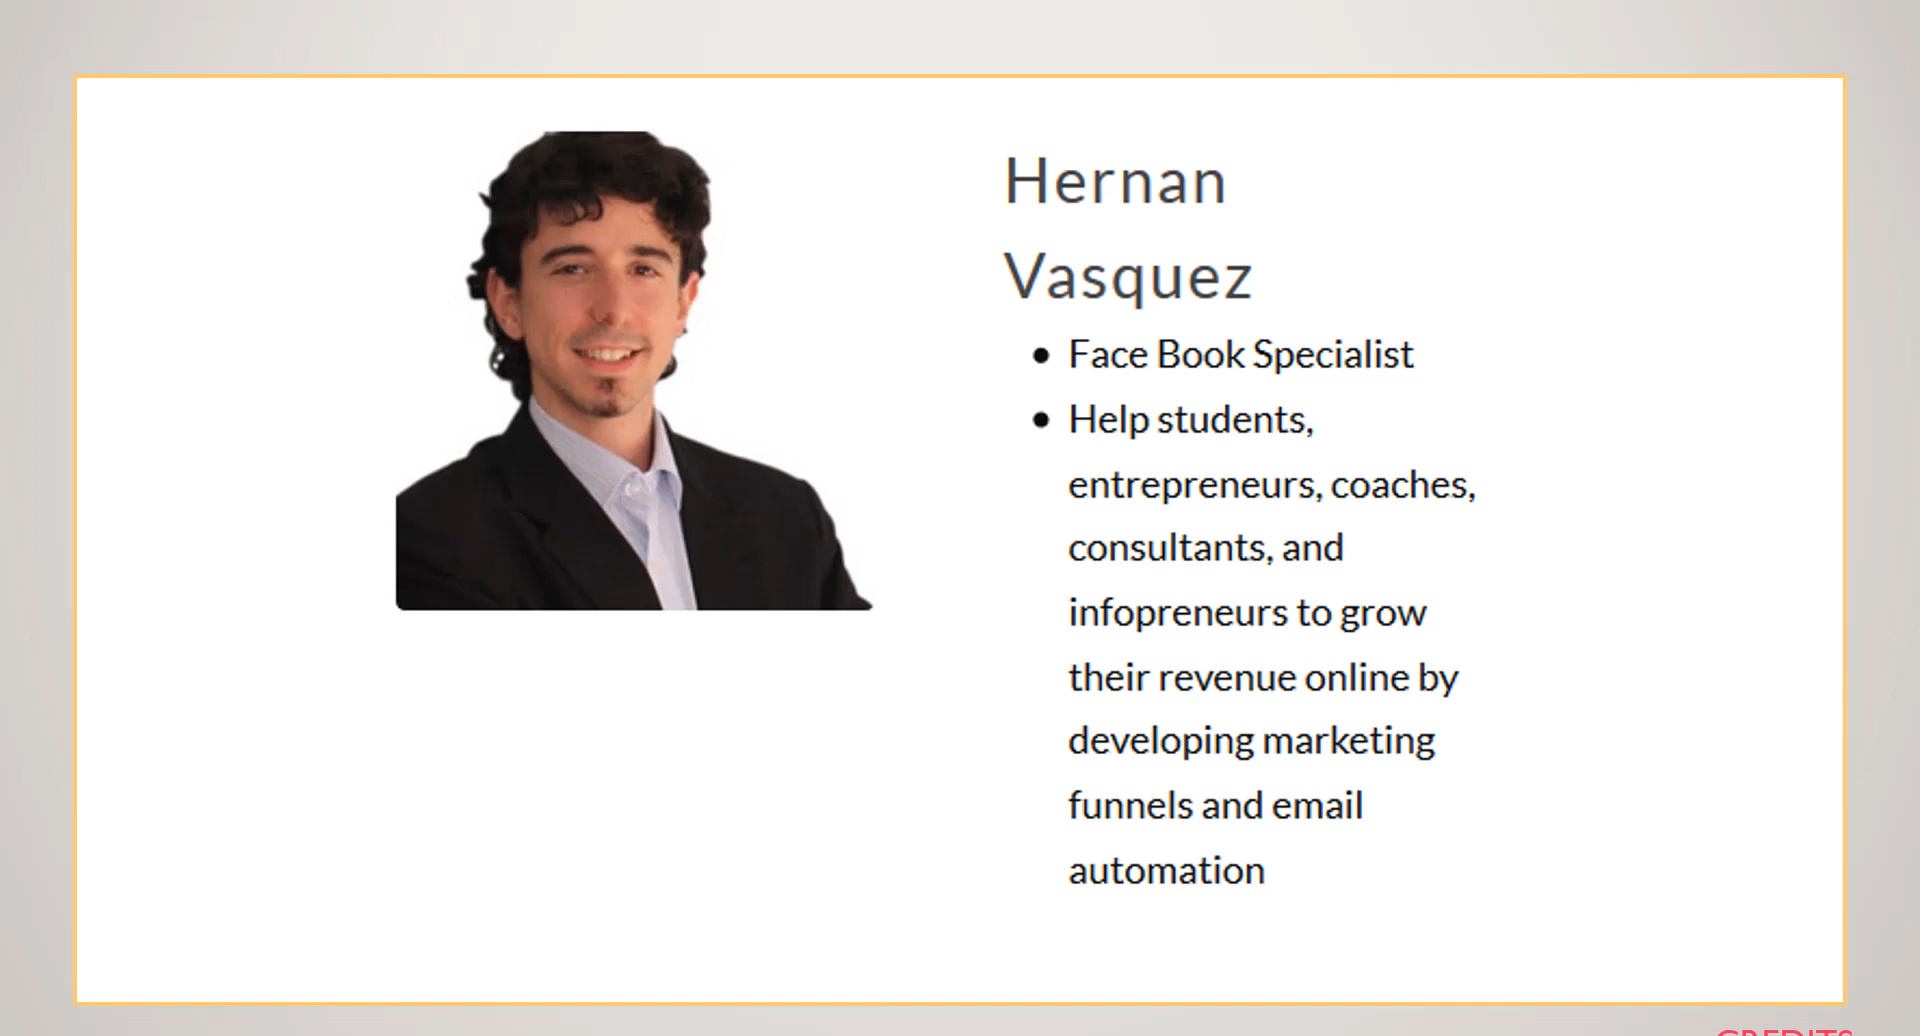 Hernan
Vasquez
Face Book Specialist
Help students,
entrepreneurs, coaches,
consultants, and
infopreneurs to grow
their revenue online by
developing marketing
funnels and email
automation
CREDITS